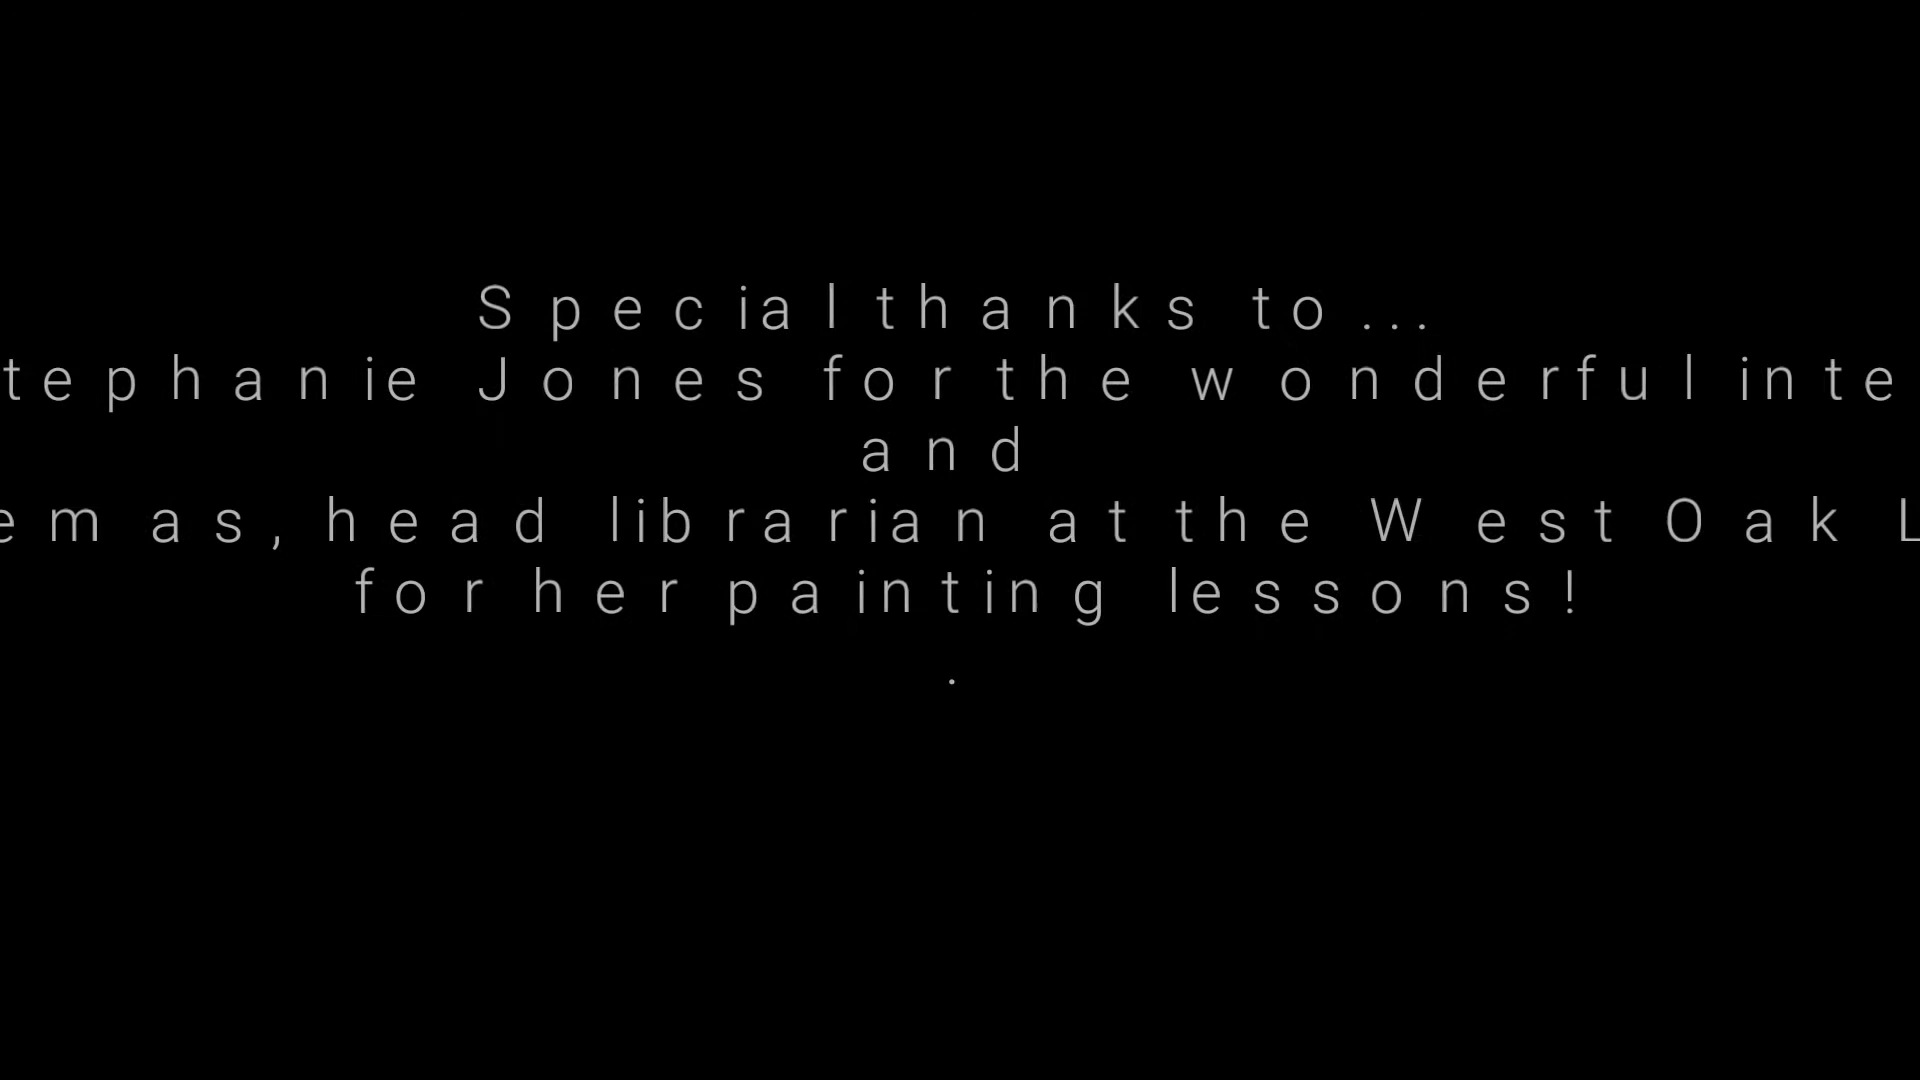 Special thanks to...
tephanie Jones for the wonderful inte
and
emas, head librarian at the West Oak L
for her painting lessons!
.